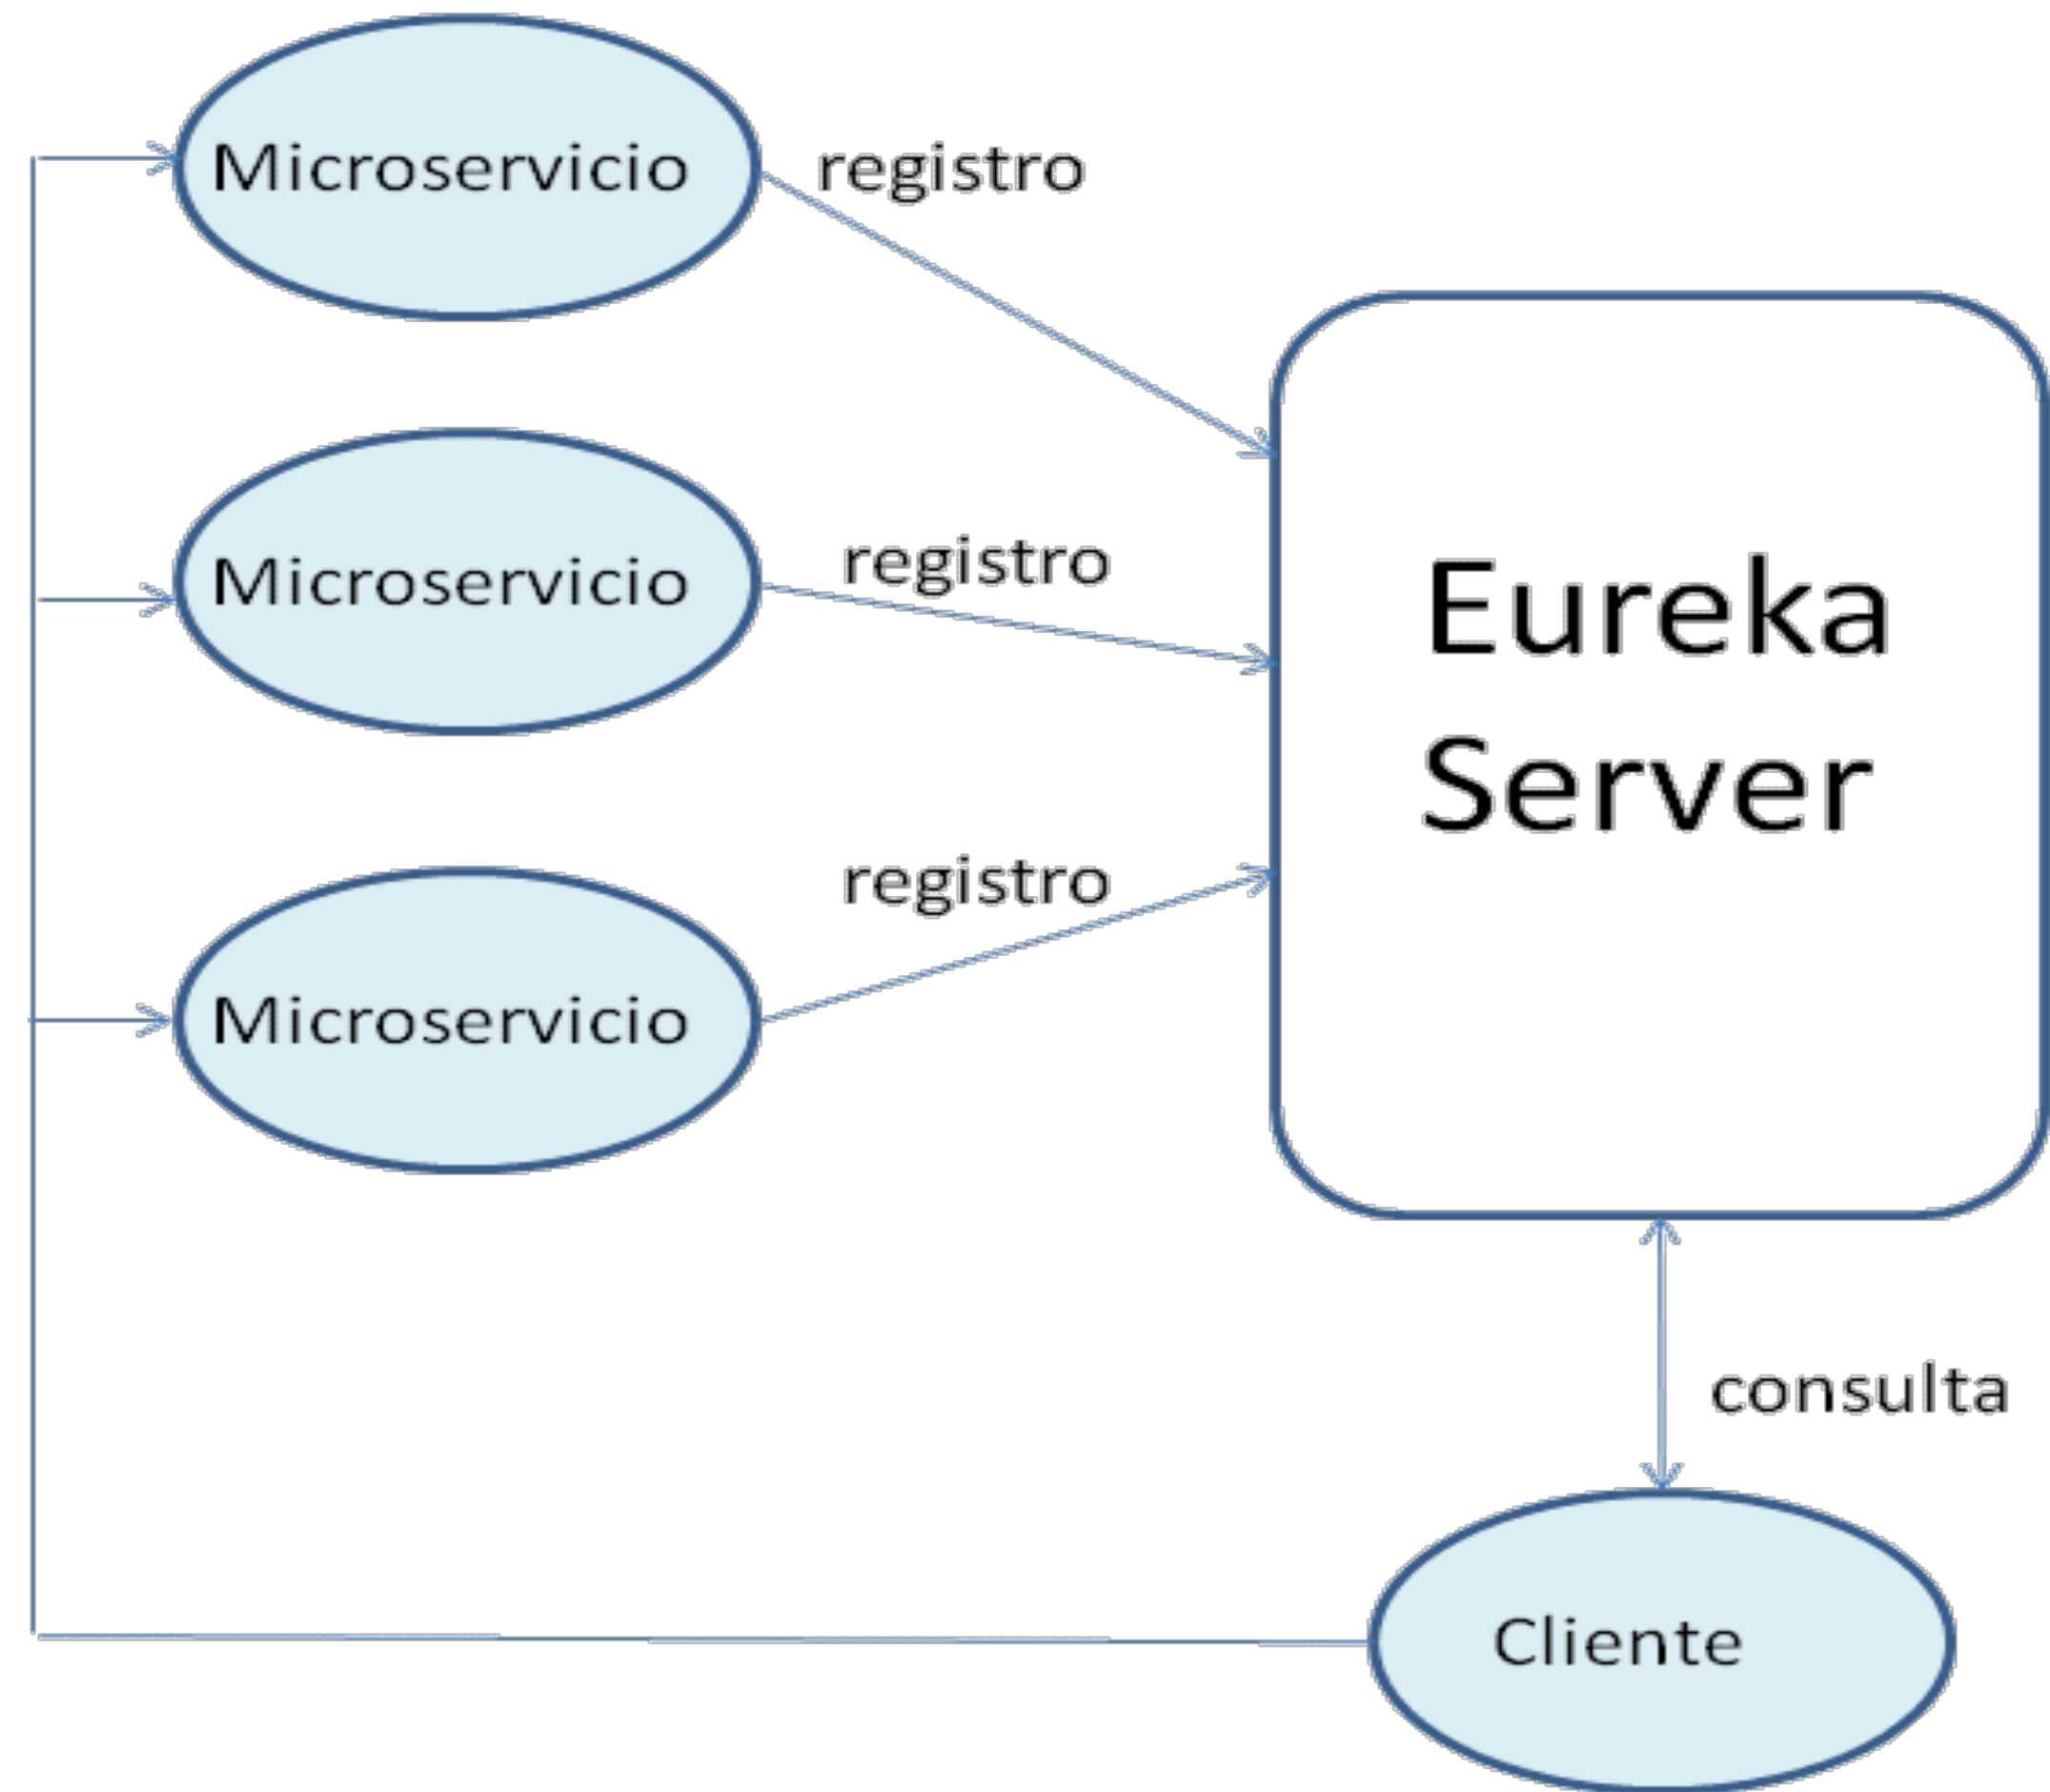 Microservicio
registro
Microservicio
registro
Eureka
Server
registro
Microservicio
consulta
Cliente